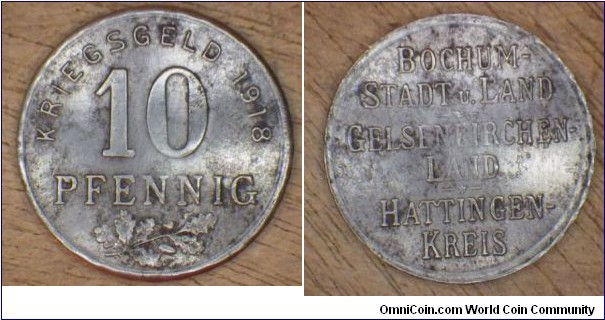 KRIEGSGELD 1918
10
PFENNIG
BOCHUM-
STADT u. LAND
GELSENKIRCHEN-
LAND
HATTINGEN-
KREIS
OmniCoin.com World Coin Community